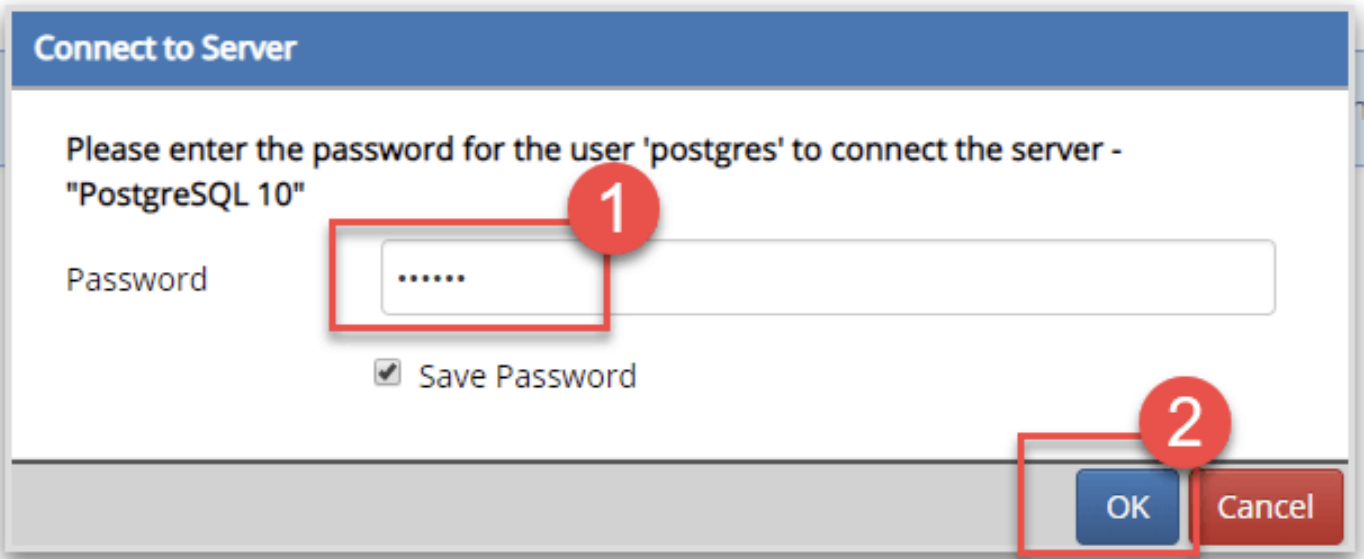 Connect to Server
Please enter the password for the user 'postgres' to connect the server -
"PostgreSQL 10"
1
Password
••••••
Save Password
2
OK
Cancel